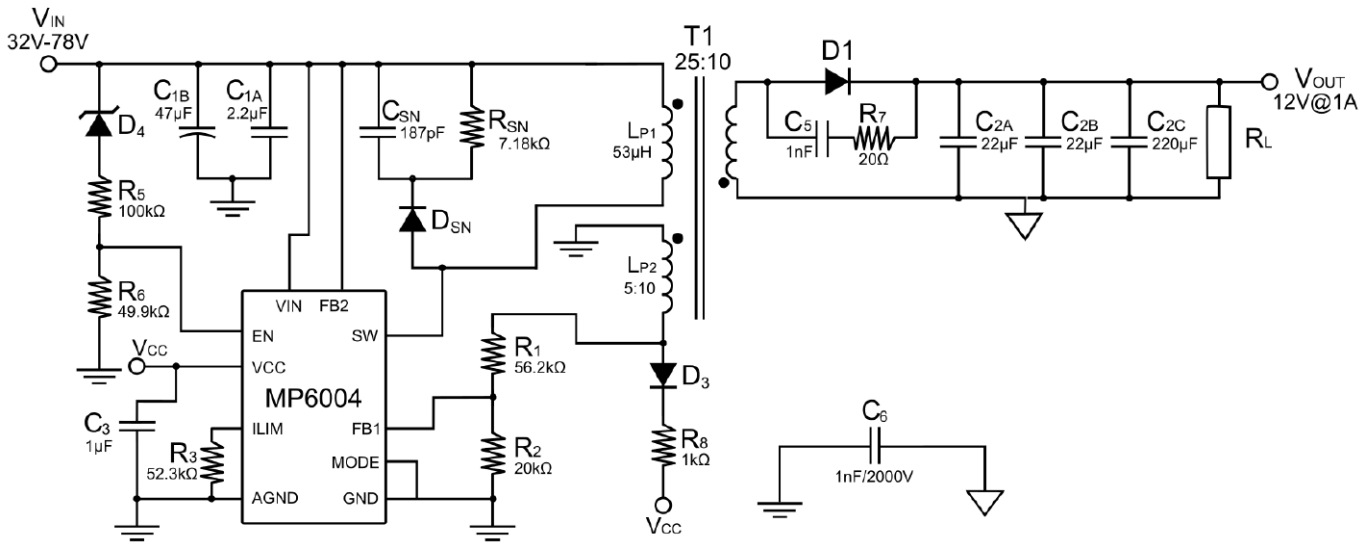 VIN
32V-78V
T1
25:10
D1
VOUT
12V@1A
D4
C1B
47µF
C1A
2.2µF
CSN
187pF
RSN
7.18kΩ
LP1
53µH
C5
1nF
R7
20Ω
C2A
22µF
C2B
22µF
C2C
220µF
RL
R5
100kΩ
DSN
R6
49.9kΩ
LP2
5:10
VIN
FB2
EN
SW
VCC
VCC
MP6004
ILIM
FB1
MODE
AGND
GND
C3
1µF
R3
52.3kΩ
R1
56.2kΩ
R2
20kΩ
D3
R8
1kΩ
VCC
C6
1nF/2000V